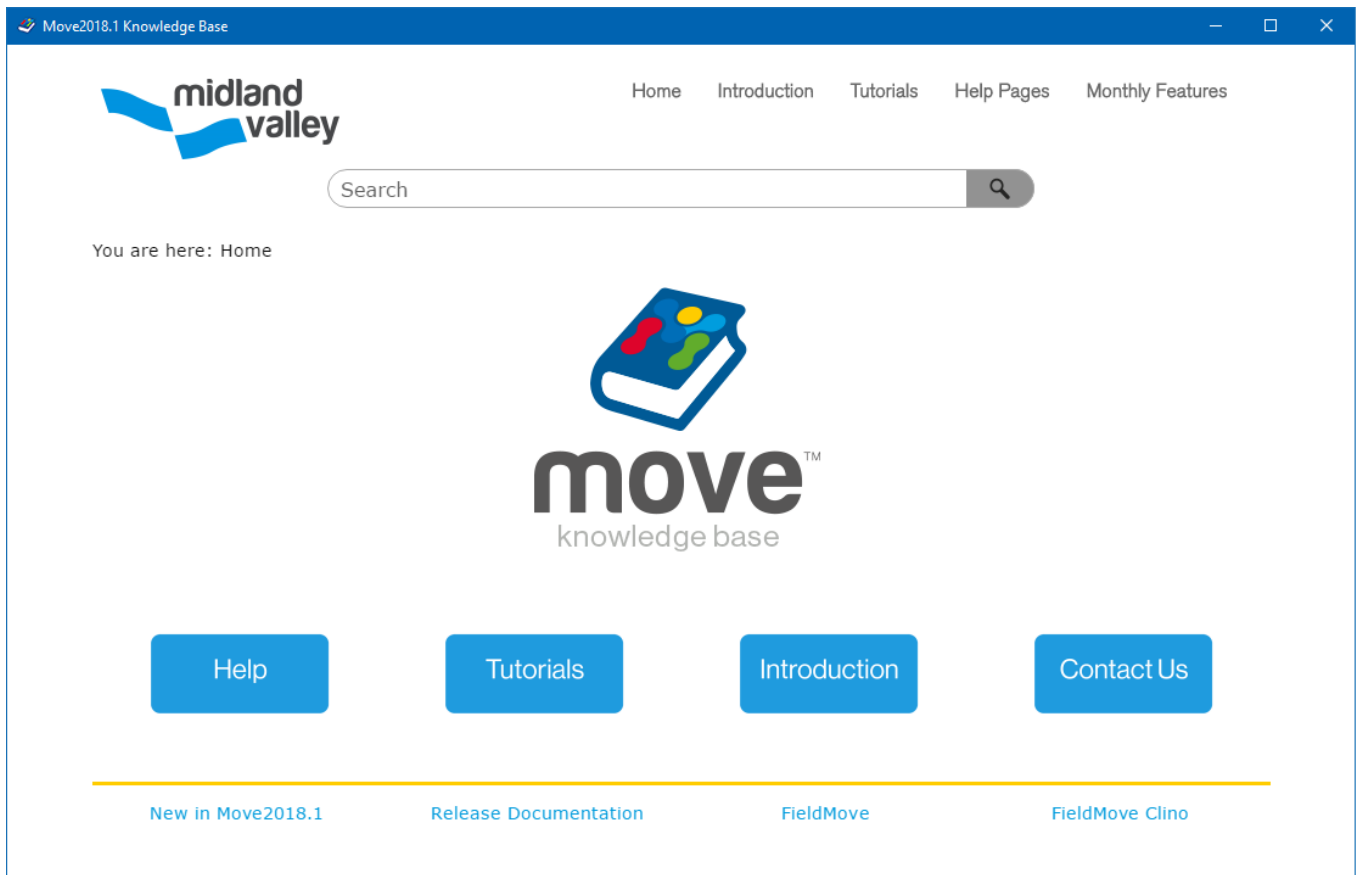 Move2018.1 Knowledge Base
midland
valley
Home Introduction Tutorials Help Pages Monthly Features
Search
You are here: Home
move™
knowledge base
Help Tutorials Introduction Contact Us
New in Move2018.1 Release Documentation FieldMove FieldMove Clino